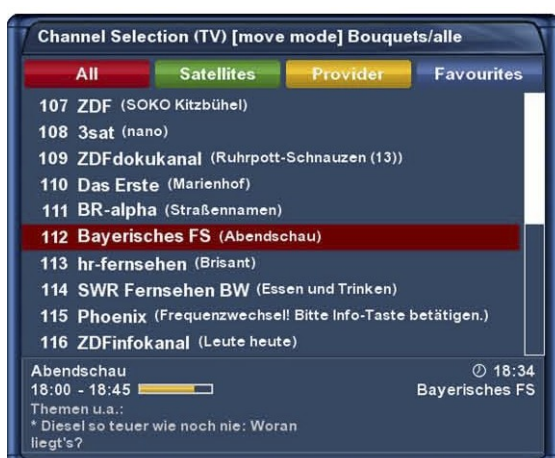 Channel Selection (TV) [move mode] Bouquets/alle
All Satellites Provider Favourites
107 ZDF (SOKO Kitzbühel)
108 3sat (nano)
109 ZDFdokukanal (Ruhrpott-Schnauzen (13))
110 Das Erste (Marienhof)
111 BR-alpha (Straßennamen)
112 Bayerisches FS (Abendschau)
113 hr-fernsehen (Brisant)
114 SWR Fernsehen BW (Essen und Trinken)
115 Phoenix (Frequenzwechsel! Bitte Info-Taste betätigen.)
116 ZDFinfokanal (Leute heute)
Abendschau 18:34
18:00 - 18:45 Bayerisches FS
Themen u.a.:
* Diesel so teuer wie noch nie: Woran
liegt's?